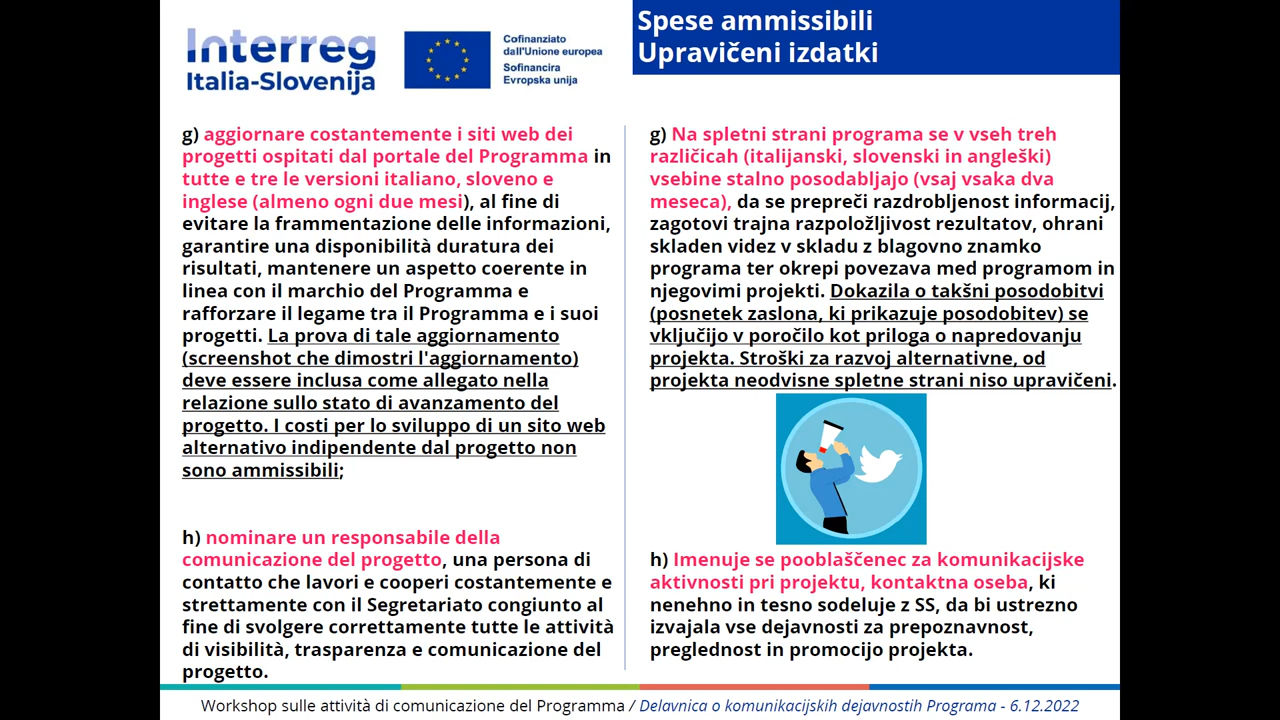 Interreg
Italia-Slovenija
Cofinanziato
dall'Unione europea
Sofinancira
Evropska unija
Spese ammissibili
Upravičeni izdatki
g) aggiornare costantemente i siti web dei
progetti ospitati dal portale del Programma in
tutte e tre le versioni italiano, sloveno e
inglese (almeno ogni due mesi), al fine di
evitare la frammentazione delle informazioni,
garantire una disponibilità duratura dei
risultati, mantenere un aspetto coerente in
linea con il marchio del Programma e
rafforzare il legame tra il Programma e i suoi
progetti. La prova di tale aggiornamento
(screenshot che dimostri l'aggiornamento)
deve essere inclusa come allegato nella
relazione sullo stato di avanzamento del
progetto. I costi per lo sviluppo di un sito web
alternativo indipendente dal progetto non
sono ammissibili;
h) nominare un responsabile della
comunicazione del progetto, una persona di
contatto che lavori e cooperi costantemente e
strettamente con il Segretariato congiunto al
fine di svolgere correttamente tutte le attività
di visibilità, trasparenza e comunicazione del
progetto.
g) Na spletni strani programa se v vseh treh
različicah (italijanski, slovenski in angleški)
vsebine stalno posodabljajo (vsaj vsaka dva
meseca), da se prepreči razdrobljenost informacij,
zagotovi trajna razpoložljivost rezultatov, ohrani
skladen videz v skladu z blagovno znamko
programa ter okrepi povezava med programom in
njegovimi projekti. Dokazila o takšni posodobitvi
(posnetek zaslona, ki prikazuje posodobitev) se
vključijo v poročilo kot priloga o napredovanju
projekta. Stroški za razvoj alternativne, od
projekta neodvisne spletne strani niso upravičeni.
h) Imenuje se pooblaščenec za komunikacijske
aktivnosti pri projektu, kontaktna oseba, ki
nenehno in tesno sodeluje z SS, da bi ustrezno
izvajala vse dejavnosti za prepoznavnost,
preglednost in promocijo projekta.
Workshop sulle attività di comunicazione del Programma / Delavnica o komunikacijskih dejavnostih Programa - 6.12.2022